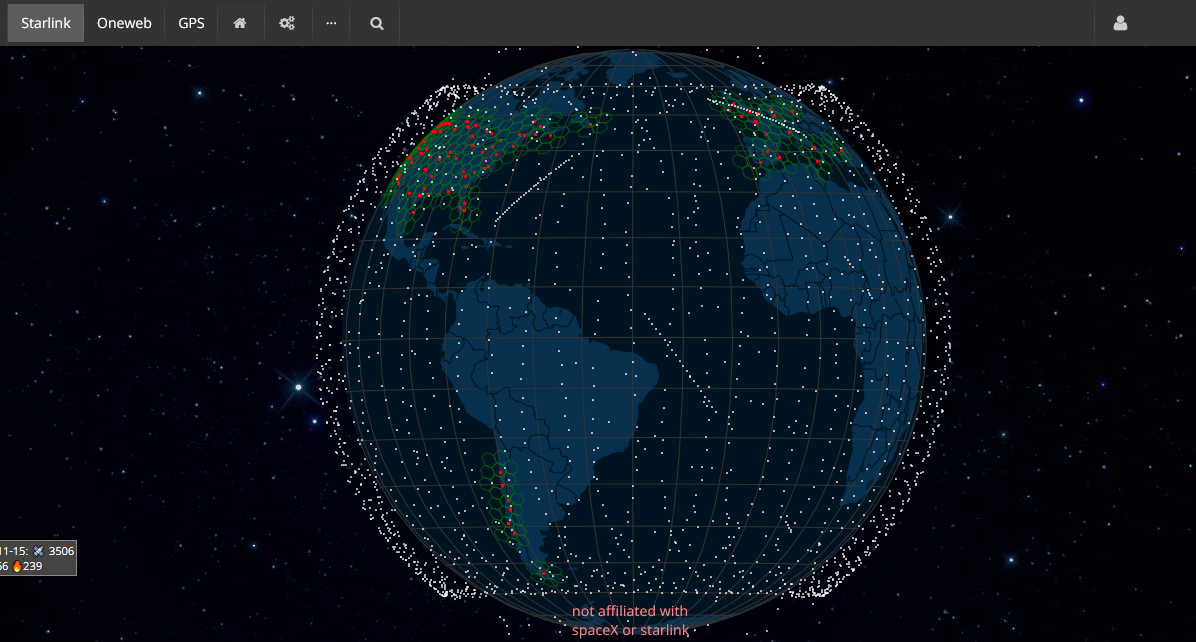 Starlink Oneweb GPS
11-15: 3506
66 239
not affiliated with
spaceX or starlink